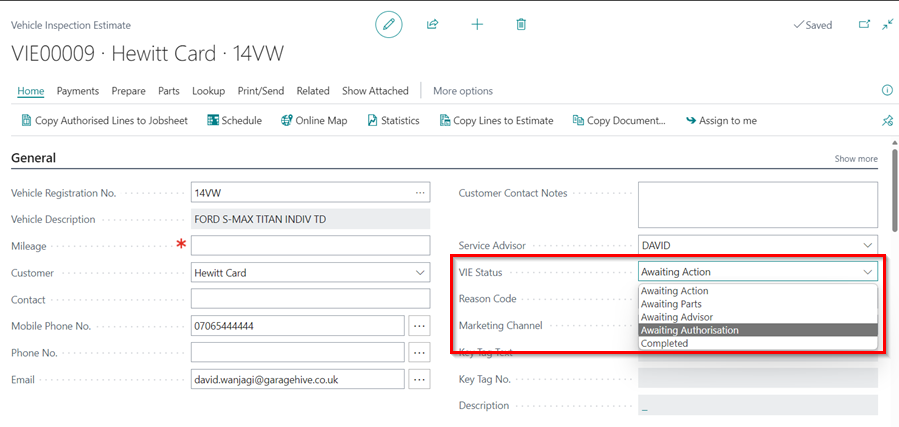 Vehicle Inspection Estimate
Saved
VIE00009 · Hewitt Card · 14VW
Home Payments Prepare Parts Lookup Print/Send Related Show Attached More options
Copy Authorised Lines to Jobsheet Schedule Online Map Statistics Copy Lines to Estimate Copy Document... Assign to me
General
Show more
Vehicle Registration No.
14VW
Vehicle Description
FORD S-MAX TITAN INDIV TD
Mileage
*
Customer
Hewitt Card
Contact
Mobile Phone No.
07065444444
Phone No.
Email
david.wanjagi@garagehive.co.uk
Customer Contact Notes
Service Advisor
DAVID
VIE Status
Awaiting Action
Awaiting Action
Awaiting Parts
Awaiting Advisor
Awaiting Authorisation
Completed
Reason Code
Marketing Channel
Key Tag Text
Key Tag No.
Description
_